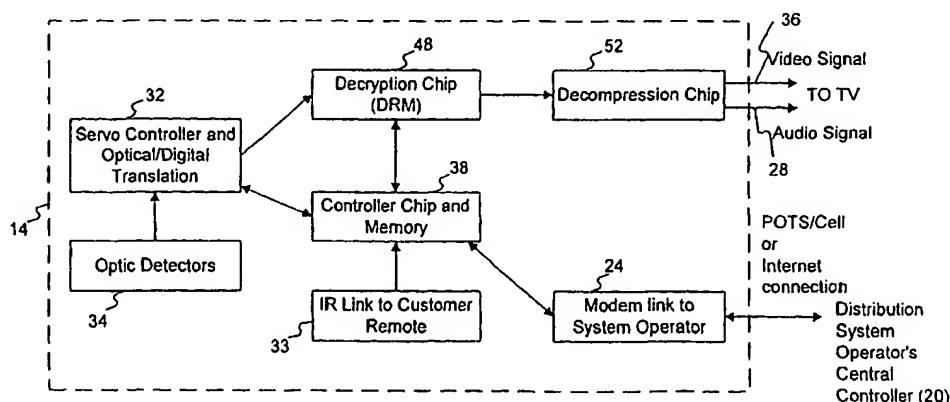 48
Decryption Chip
(DRM)
52
Decompression Chip
36
Video Signal
TO TV
Audio Signal
28
32
Servo Controller and
Optical/Digital
Translation
38
Controller Chip and
Memory
14
Optic Detectors
34
IR Link to Customer
Remote
33
24
Modem link to
System Operator
POTS/Cell
or
Internet
connection
Distribution
System
Operator's
Central
Controller (20)